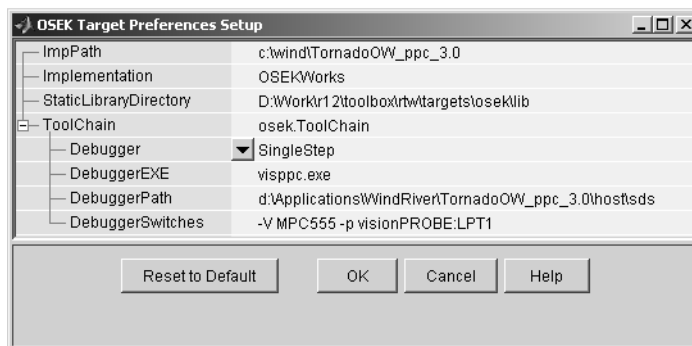 OSEK Target Preferences Setup
ImpPath c:\wind\TornadoOW_ppc_3.0
Implementation OSEKWorks
StaticLibraryDirectory D:\Work\r12\toolbox\rtw\targets\osek\lib
ToolChain osek.ToolChain
Debugger SingleStep
DebuggerEXE visppc.exe
DebuggerPath d:\Applications\WindRiver\TornadoOW_ppc_3.0\host\sds
DebuggerSwitches -V MPC555 -p visionPROBE:LPT1
Reset to Default OK Cancel Help